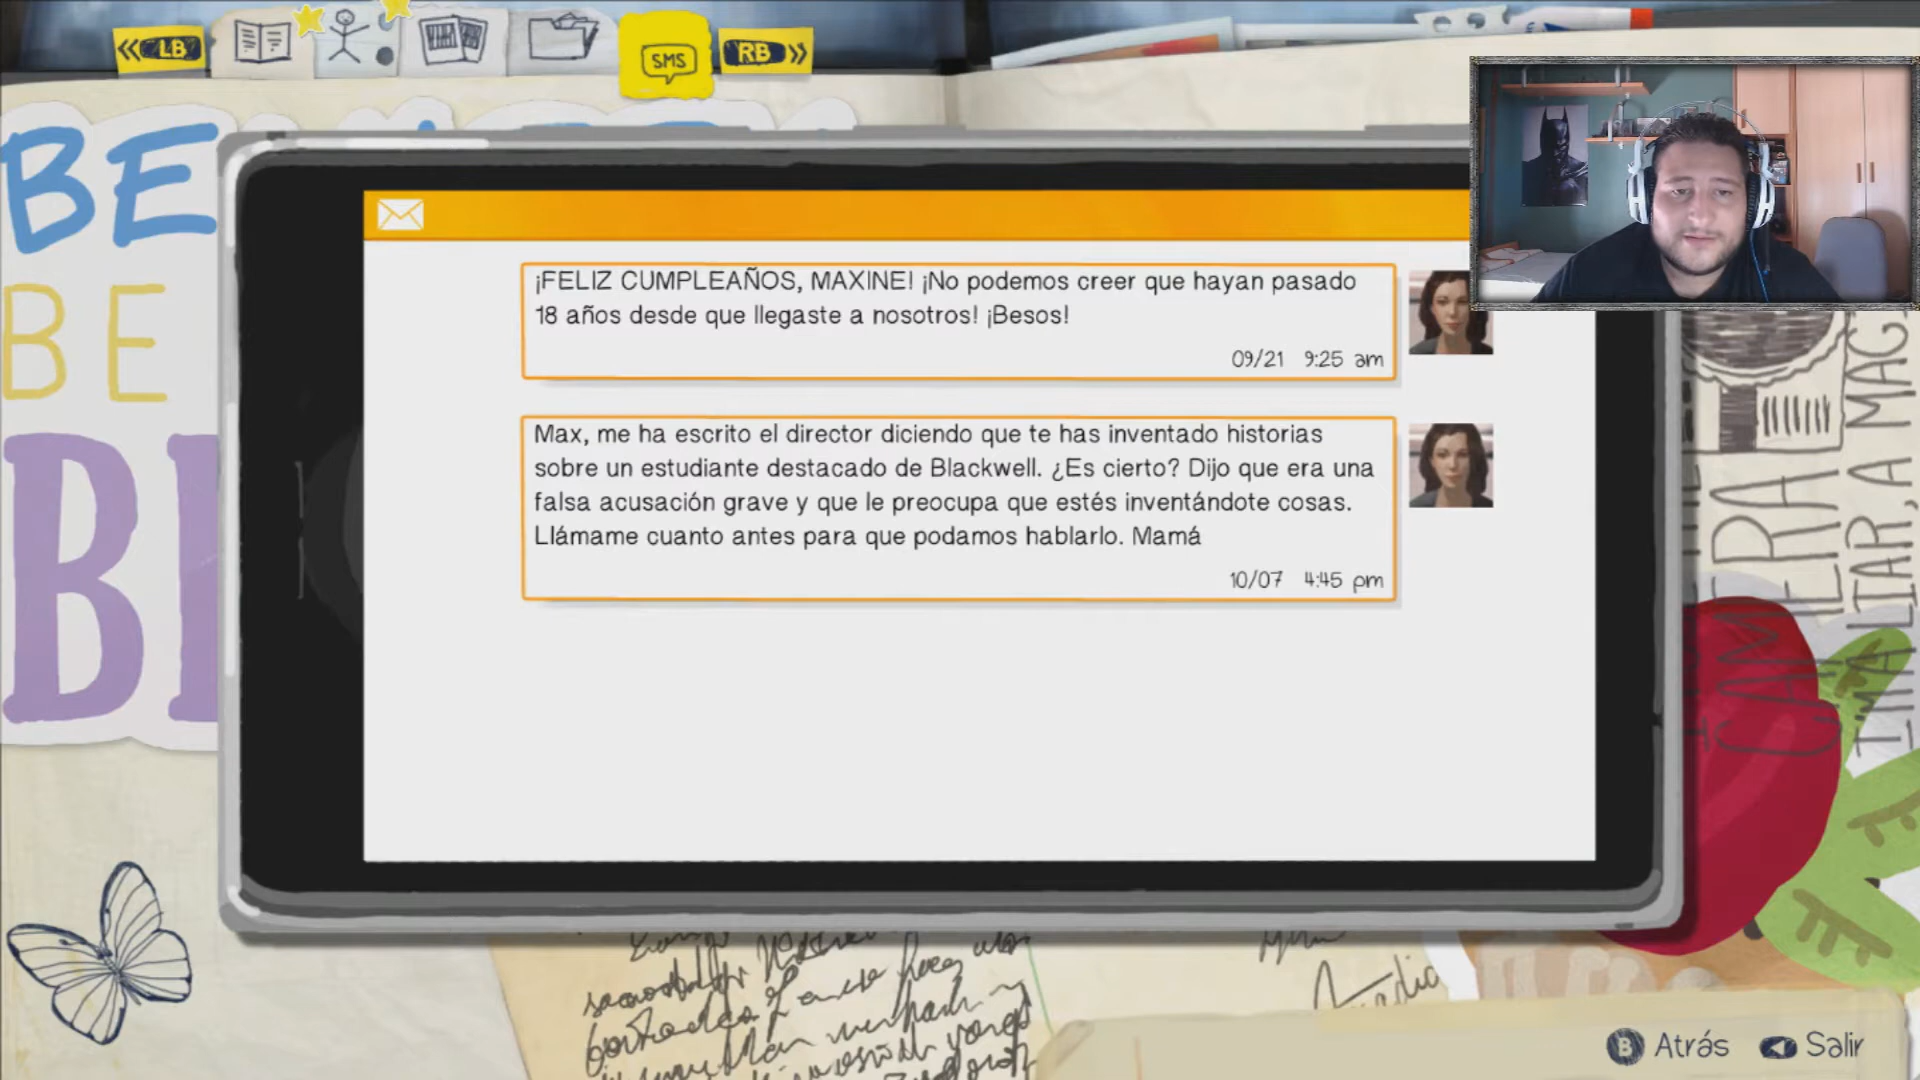 LB
SMS
RB
BE
BE
¡FELIZ CUMPLEAÑOS, MAXINE! ¡No podemos creer que hayan pasado
18 años desde que llegaste a nosotros! ¡Besos!
09/21 9:25 am
Max, me ha escrito el director diciendo que te has inventado historias
sobre un estudiante destacado de Blackwell. ¿Es cierto? Dijo que era una
falsa acusación grave y que le preocupa que estés inventándote cosas.
Llámame cuanto antes para que podamos hablarlo. Mamá
10/07 4:45 pm
B Atrás
Salir